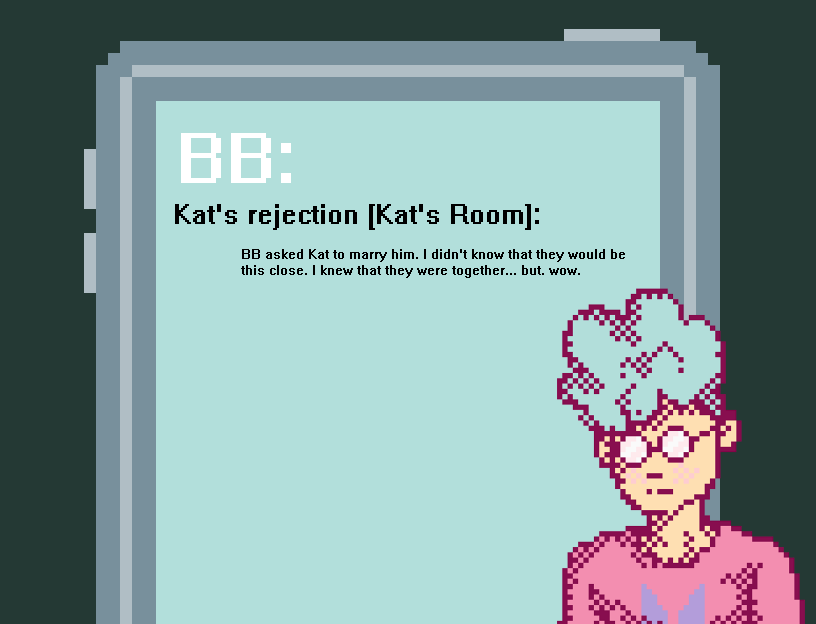 BB:
Kat's rejection [Kat's Room]:
BB asked Kat to marry him. I didn't know that they would be
this close. I knew that they were together... but. wow.